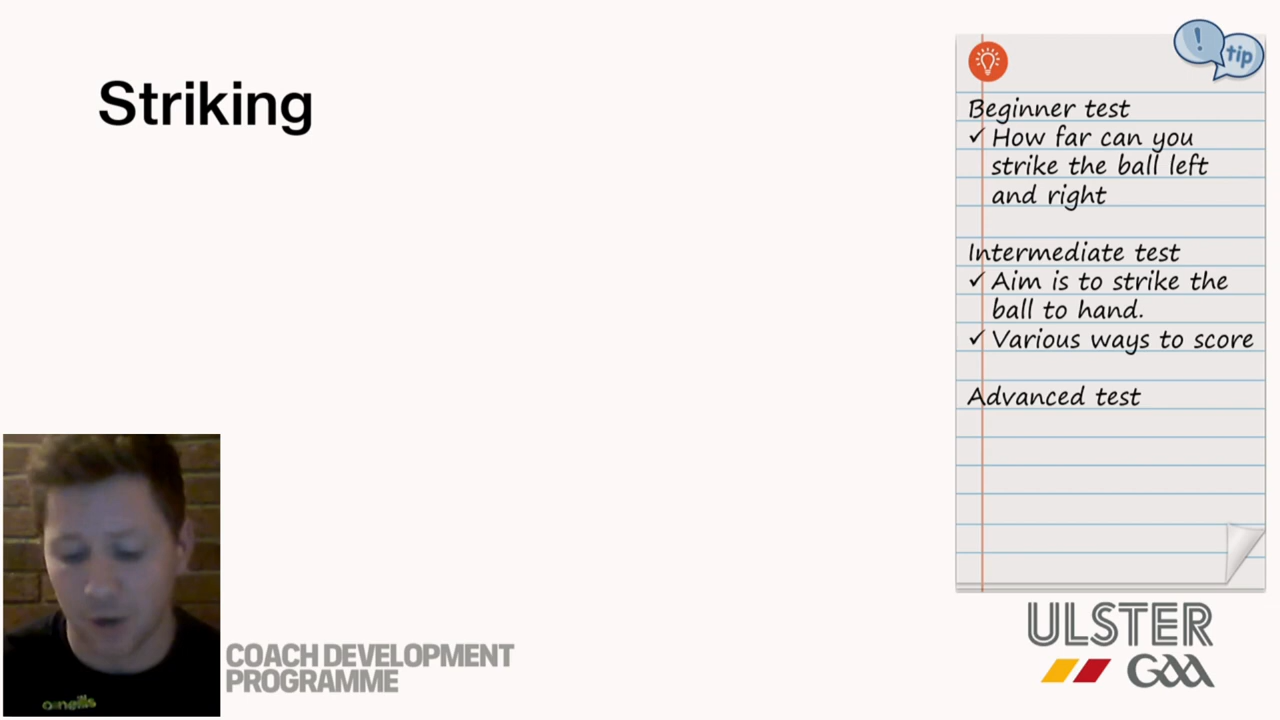 Striking
! tip
Beginner test
✓ How far can you
strike the ball left
and right
Intermediate test
✓ Aim is to strike the
ball to hand.
✓ Various ways to score
Advanced test
o'neills
COACH DEVELOPMENT
PROGRAMME
ULSTER
GAA